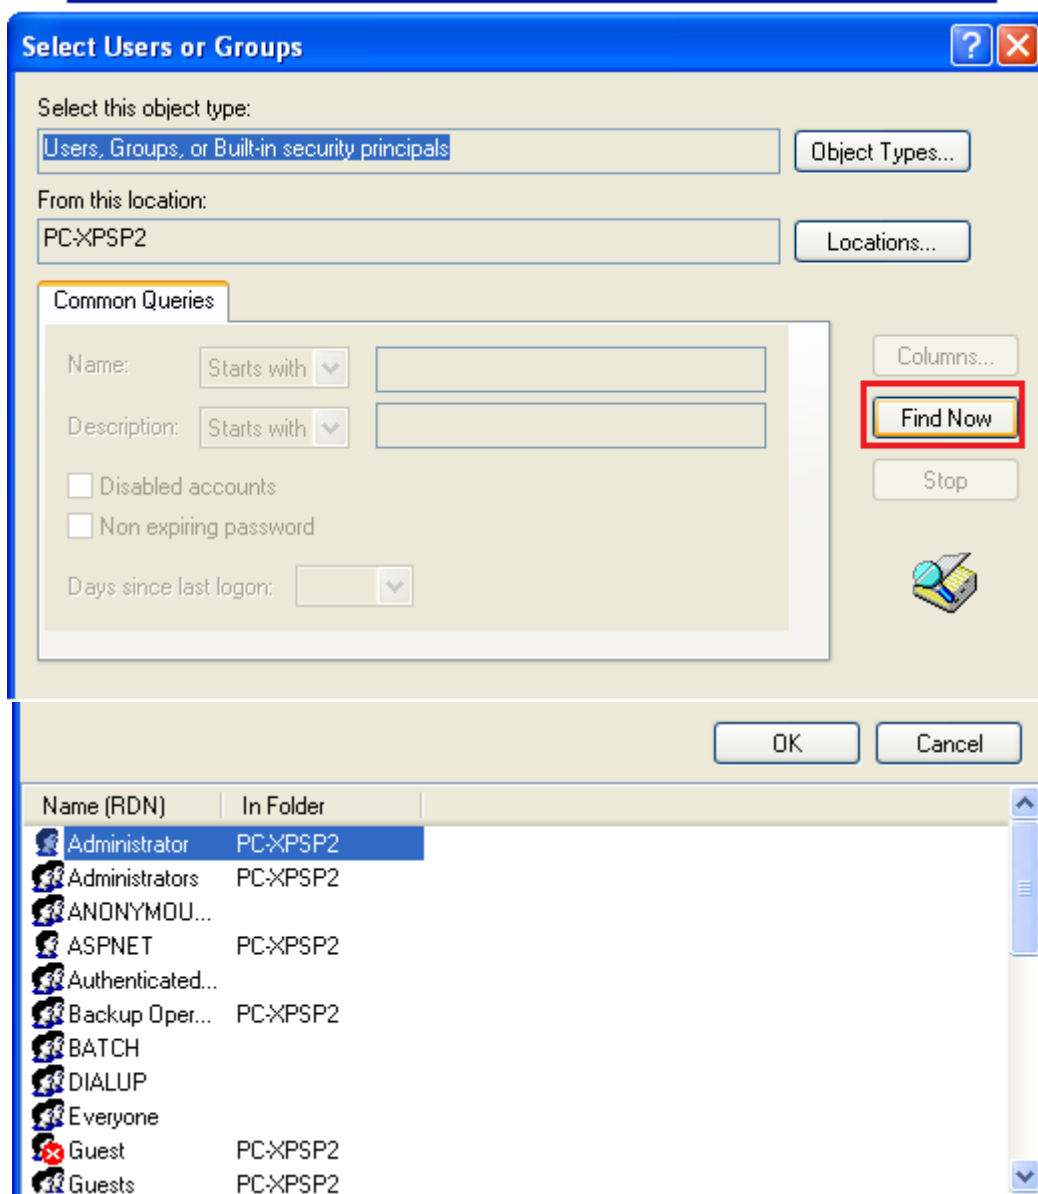 Select Users or Groups
Select this object type:
Users, Groups, or Built-in security principals
Object Types...
From this location:
PC-XPSP2
Locations...
Common Queries
Name: Starts with
Columns...
Find Now
Description: Starts with
Stop
Disabled accounts
Non expiring password
Days since last logon:
OK Cancel
Name (RDN) In Folder
Administrator PC-XPSP2
Administrators PC-XPSP2
ANONYMOU...
ASPNET PC-XPSP2
Authenticated...
Backup Oper... PC-XPSP2
BATCH
DIALUP
Everyone
Guest PC-XPSP2
Guests PC-XPSP2